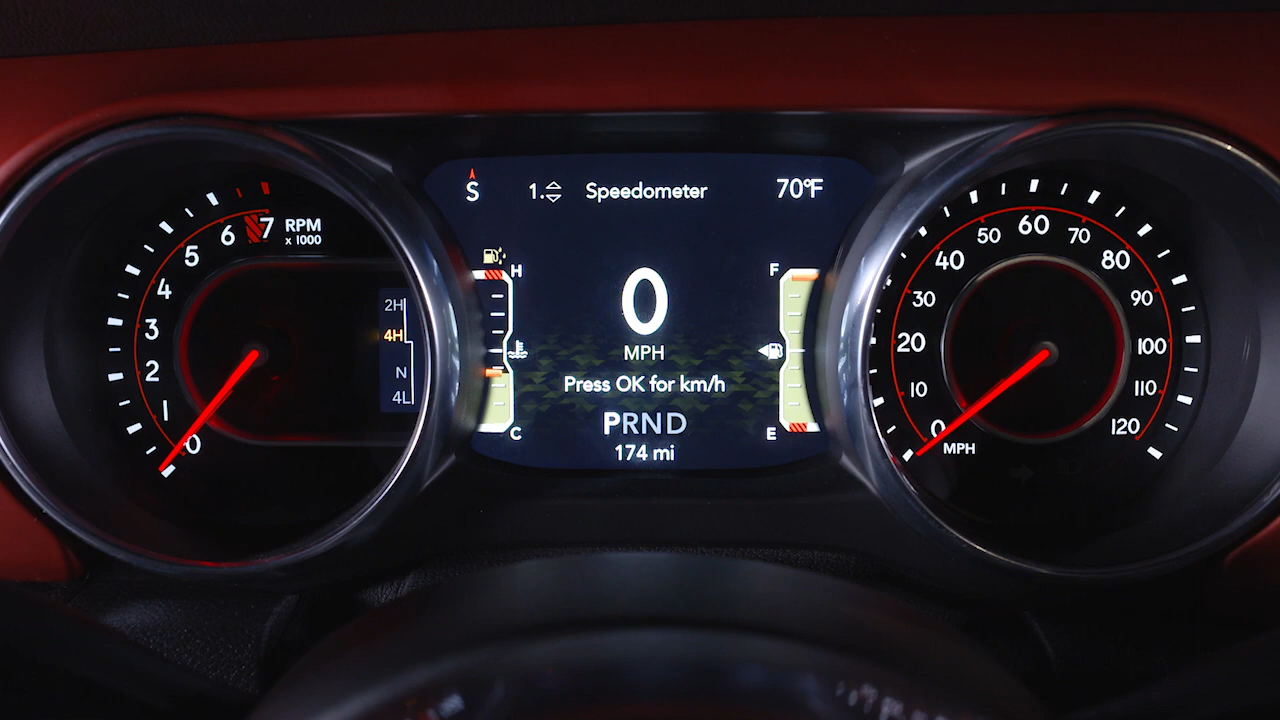 7
6
5
4
3
2
1
0
RPM
x 1000
2H
4H
N
4L
S
1. Speedometer
70°F
H
C
0
MPH
Press OK for km/h
PRND
174 mi
F
E
0
10
20
30
40
50
60
70
80
90
100
110
120
MPH